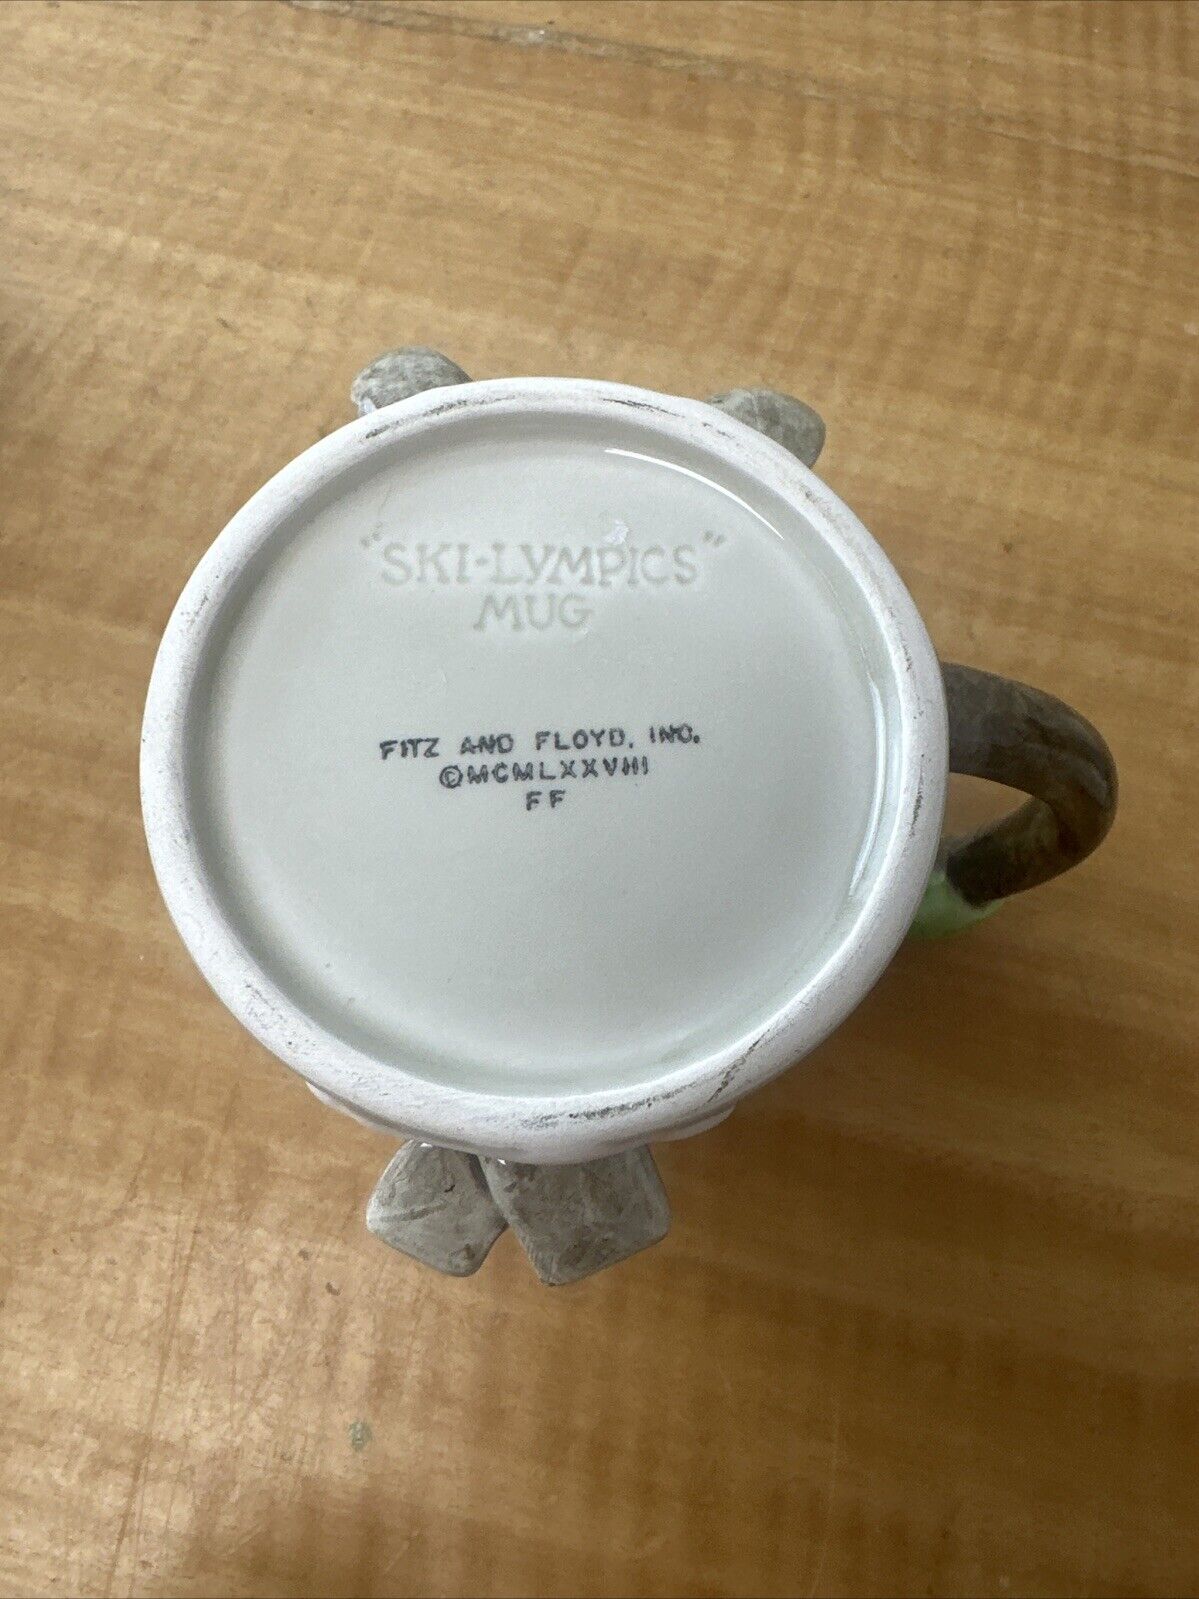 "SKI-LYMPICS"
MUG
FITZ AND FLOYD, INC.
©MCMLXXVIII
FF